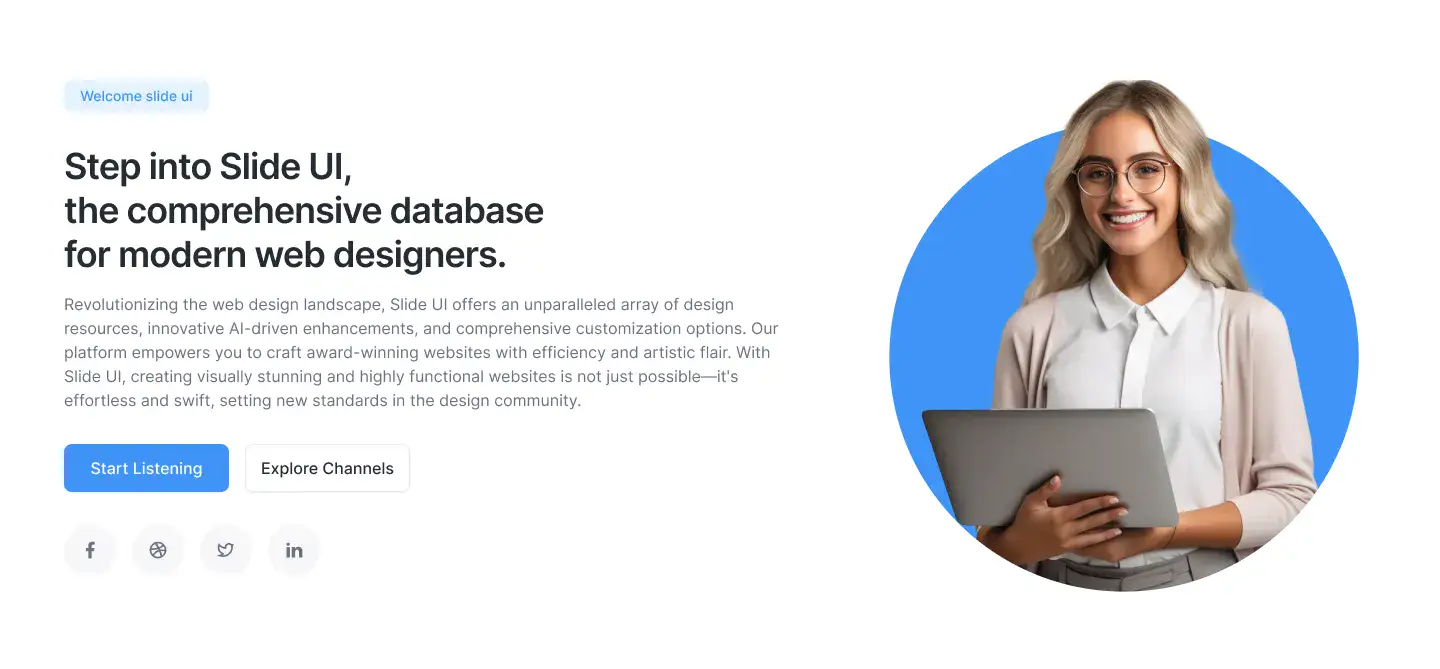 Welcome slide ui
Step into Slide UI,
the comprehensive database
for modern web designers.
Revolutionizing the web design landscape, Slide UI offers an unparalleled array of design
resources, innovative AI-driven enhancements, and comprehensive customization options. Our
platform empowers you to craft award-winning websites with efficiency and artistic flair. With
Slide UI, creating visually stunning and highly functional websites is not just possible—it's
effortless and swift, setting new standards in the design community.
Start Listening
Explore Channels